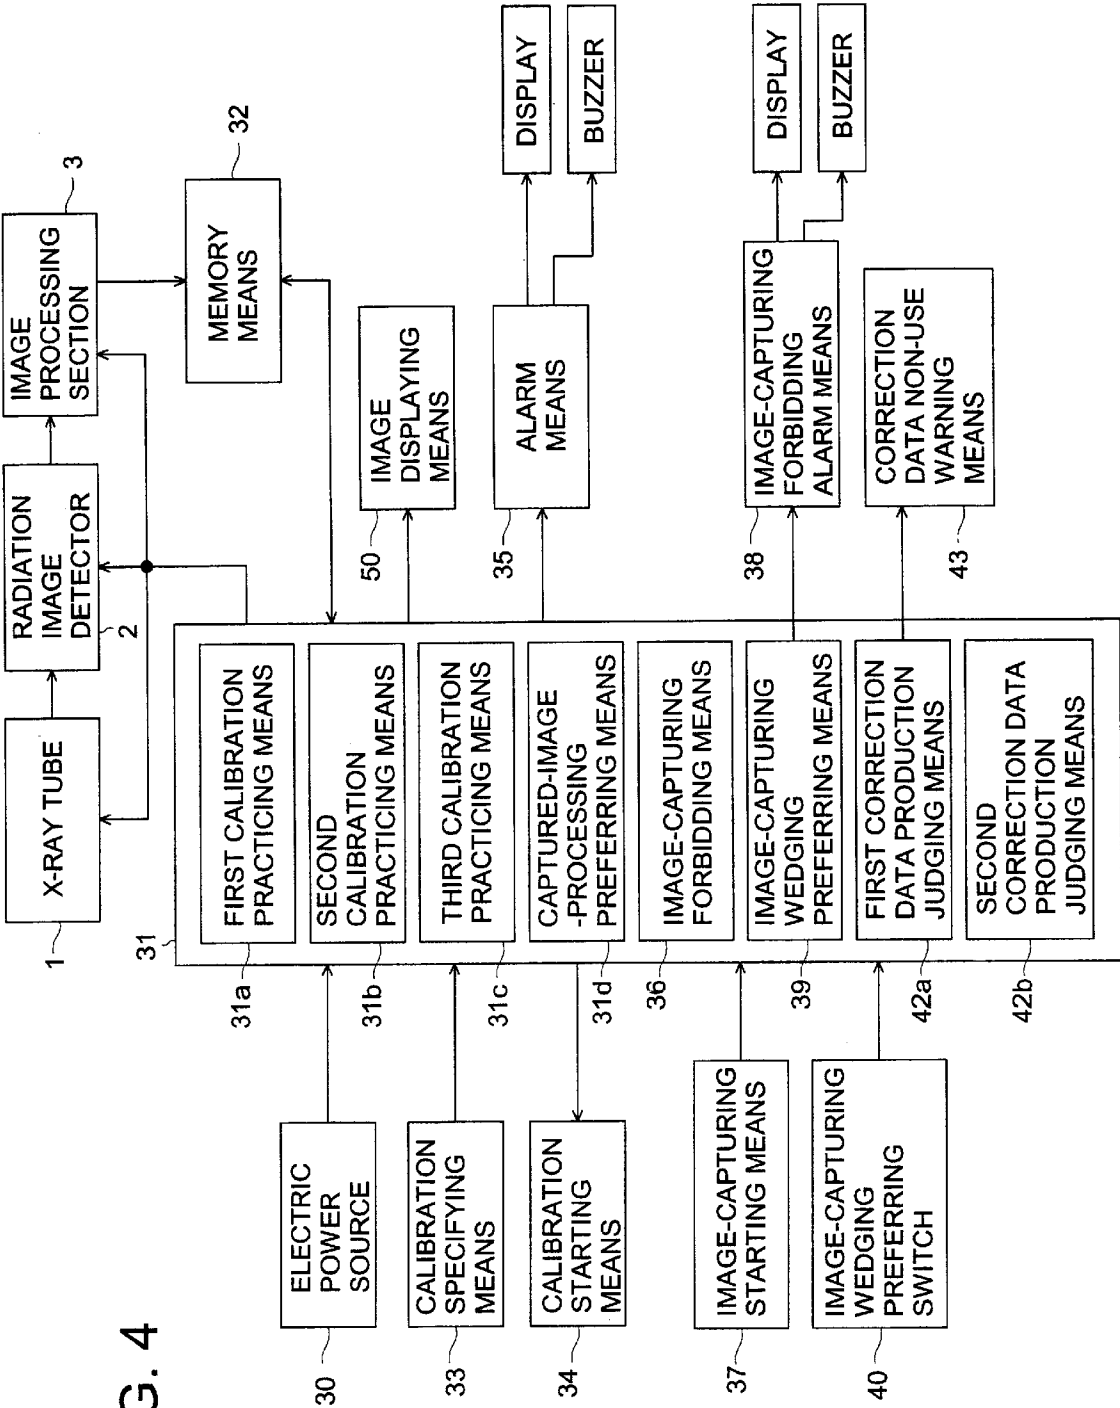 G. 4
1
X-RAY TUBE
RADIATION
IMAGE
DETECTOR
2
IMAGE
PROCESSING
SECTION
3
MEMORY
MEANS
32
31
FIRST CALIBRATION
PRACTICING MEANS
31a
SECOND
CALIBRATION
PRACTICING MEANS
31b
THIRD CALIBRATION
PRACTICING MEANS
31c
CAPTURED-IMAGE
-PROCESSING
PREFERRING MEANS
31d
IMAGE-CAPTURING
FORBIDDING MEANS
36
IMAGE-CAPTURING
WEDGING
PREFERRING MEANS
39
FIRST CORRECTION
DATA PRODUCTION
JUDGING MEANS
42a
SECOND
CORRECTION DATA
PRODUCTION
JUDGING MEANS
42b
ELECTRIC
POWER
SOURCE
30
CALIBRATION
SPECIFYING
MEANS
33
CALIBRATION
STARTING
MEANS
34
IMAGE-CAPTURING
STARTING MEANS
37
IMAGE-CAPTURING
WEDGING
PREFERRING
SWITCH
40
IMAGE
DISPLAYING
MEANS
50
ALARM
MEANS
35
DISPLAY
BUZZER
IMAGE-CAPTURING
FORBIDDING
ALARM MEANS
38
DISPLAY
BUZZER
CORRECTION
DATA NON-USE
WARNING
MEANS
43